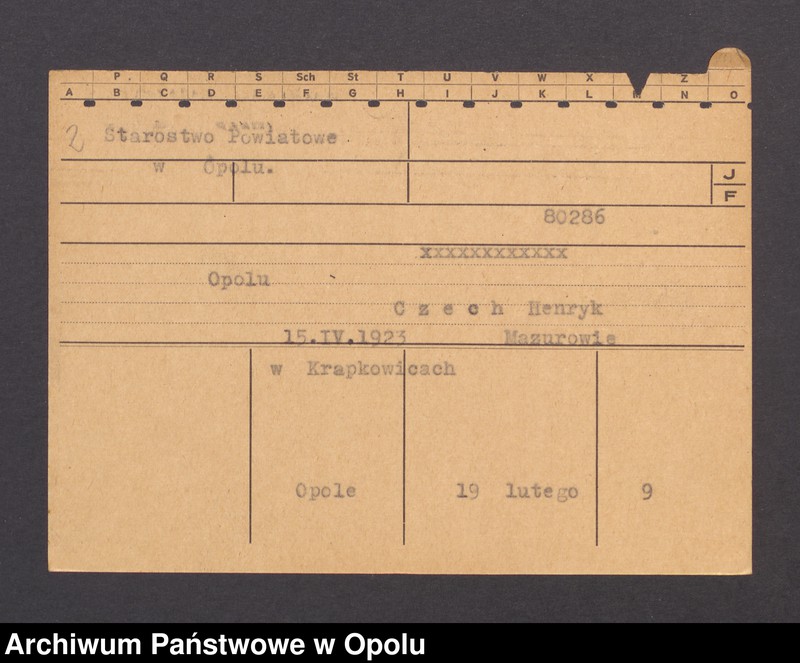 P. Q R S Sch St T U V W X Z
A B C D E F G H I J K L M N O
2 Starostwo Powiatowe
w Opolu.
J
F
80286
xxxxxxxxxxxx
Opolu
C z e c h Henryk
15.IV.1923 Mazurowie
w Krapkowicach
Opole 19 lutego 9
Archiwum Państwowe w Opolu